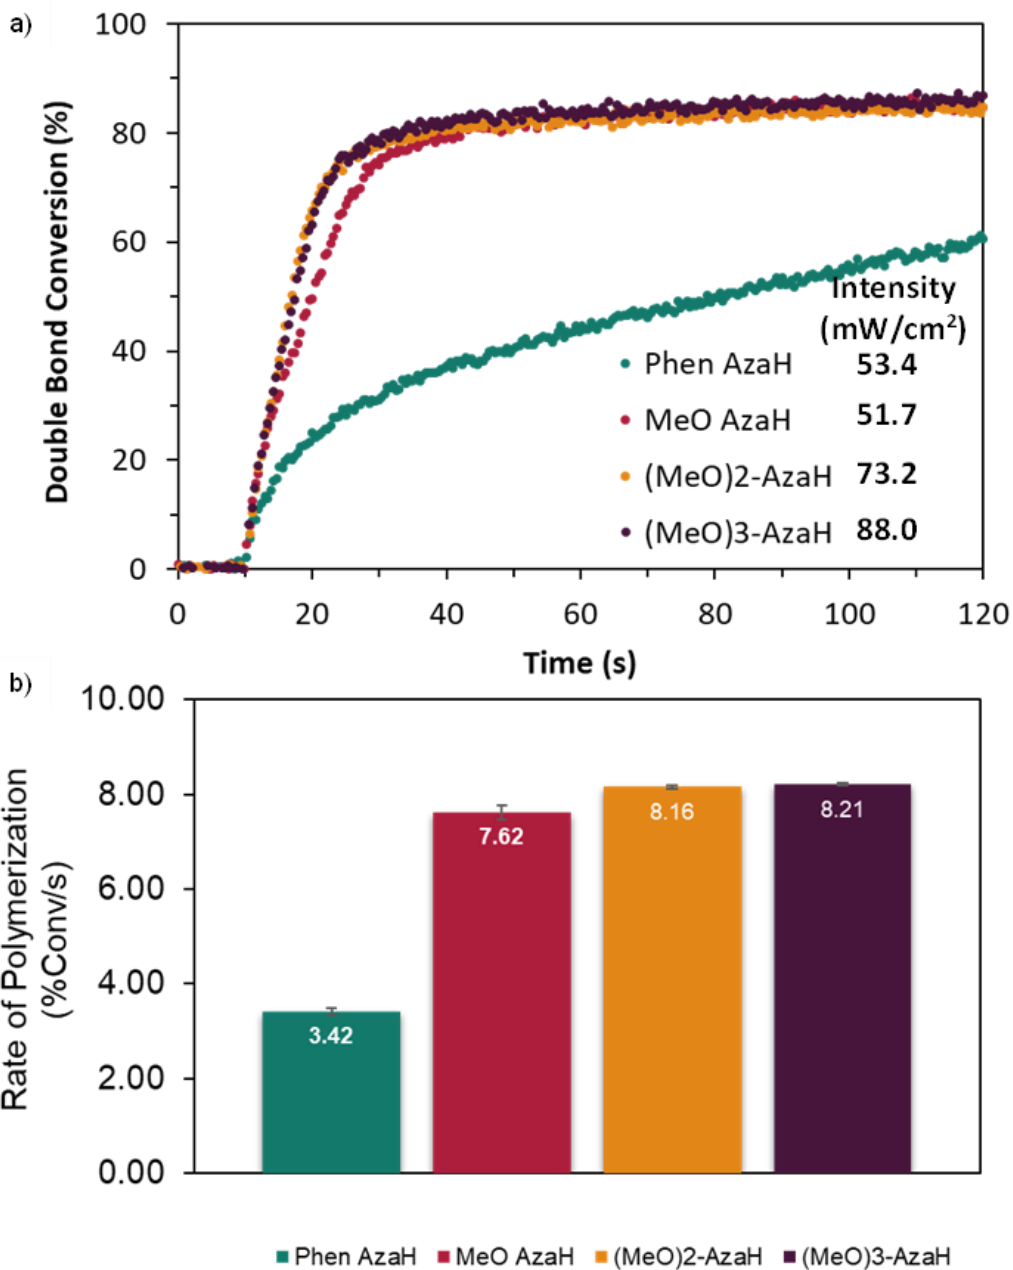 a)
100
80
60
40
20
0
Double Bond Conversion (%)
Intensity
(mW/cm²)
Phen AzaH 53.4
MeO AzaH 51.7
(MeO)2-AzaH 73.2
(MeO)3-AzaH 88.0
0 20 40 60 80 100 120
Time (s)
b)
10.00
8.00
6.00
4.00
2.00
0.00
Rate of Polymerization
(%Conv/s)
3.42 7.62 8.16 8.21
Phen AzaH MeO AzaH (MeO)2-AzaH (MeO)3-AzaH